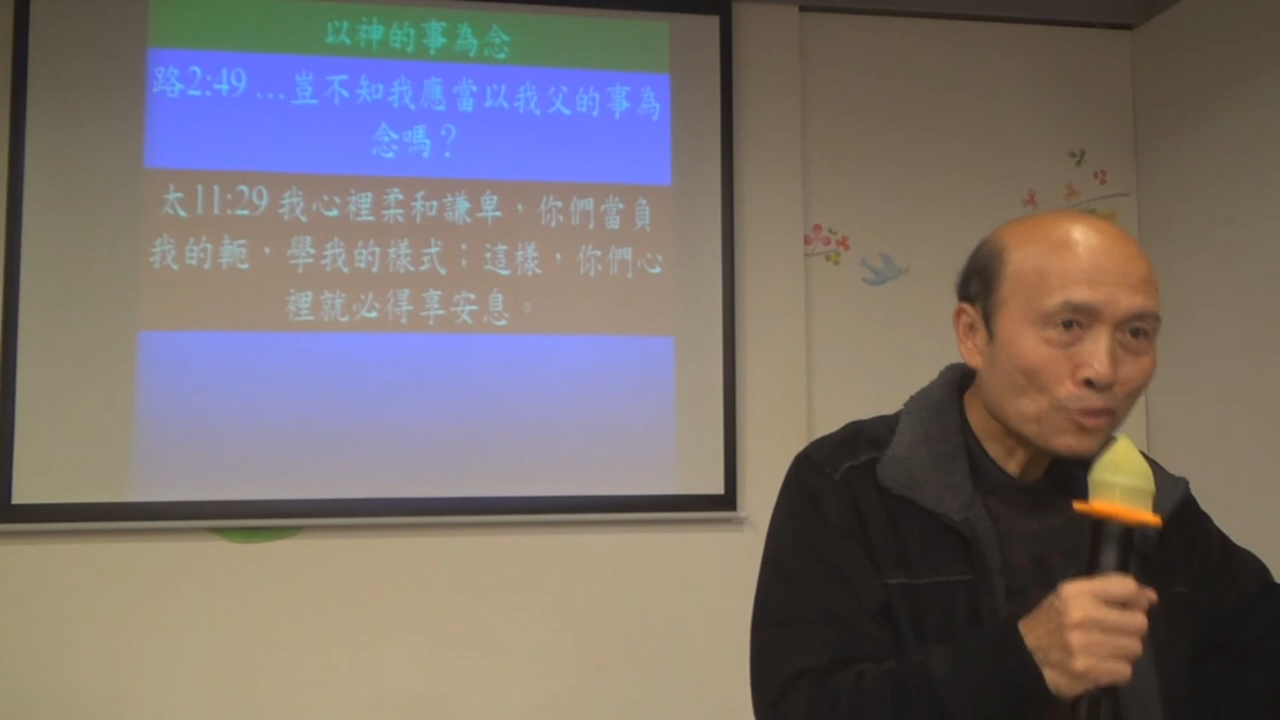 以神的事為念
路2:49 …豈不知我應當以我父的事為
念嗎？
太11:29 我心裡柔和謙卑，你們當負
我的軛，學我的樣式；這樣，你們心
裡就必得享安息。